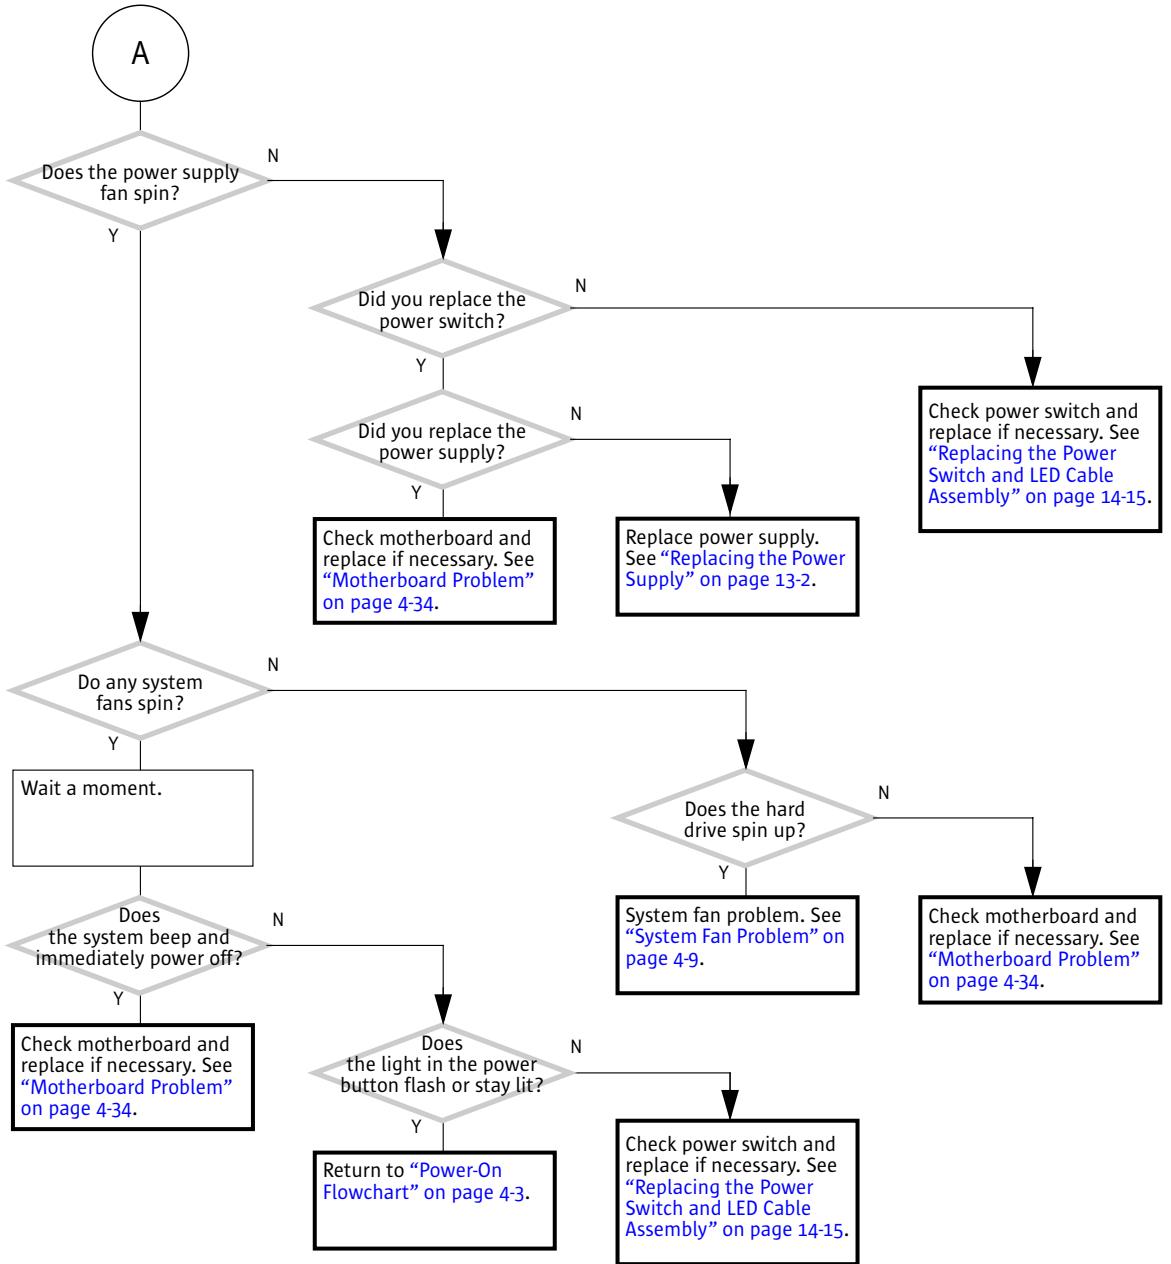 A
Does the power supply
fan spin?
N
Y
Did you replace the
power switch?
N
Y
Did you replace the
power supply?
N
Y
Check power switch and
replace if necessary. See
“Replacing the Power
Switch and LED Cable
Assembly” on page 14-15.
Check motherboard and
replace if necessary. See
“Motherboard Problem”
on page 4-34.
Replace power supply.
See “Replacing the Power
Supply” on page 13-2.
Do any system
fans spin?
N
Y
Wait a moment.
Does the hard
drive spin up?
N
Y
System fan problem. See
“System Fan Problem” on
page 4-9.
Check motherboard and
replace if necessary. See
“Motherboard Problem”
on page 4-34.
Does
the system beep and
immediately power off?
N
Y
Check motherboard and
replace if necessary. See
“Motherboard Problem”
on page 4-34.
Does
the light in the power
button flash or stay lit?
N
Y
Return to “Power-On
Flowchart” on page 4-3.
Check power switch and
replace if necessary. See
“Replacing the Power
Switch and LED Cable
Assembly” on page 14-15.